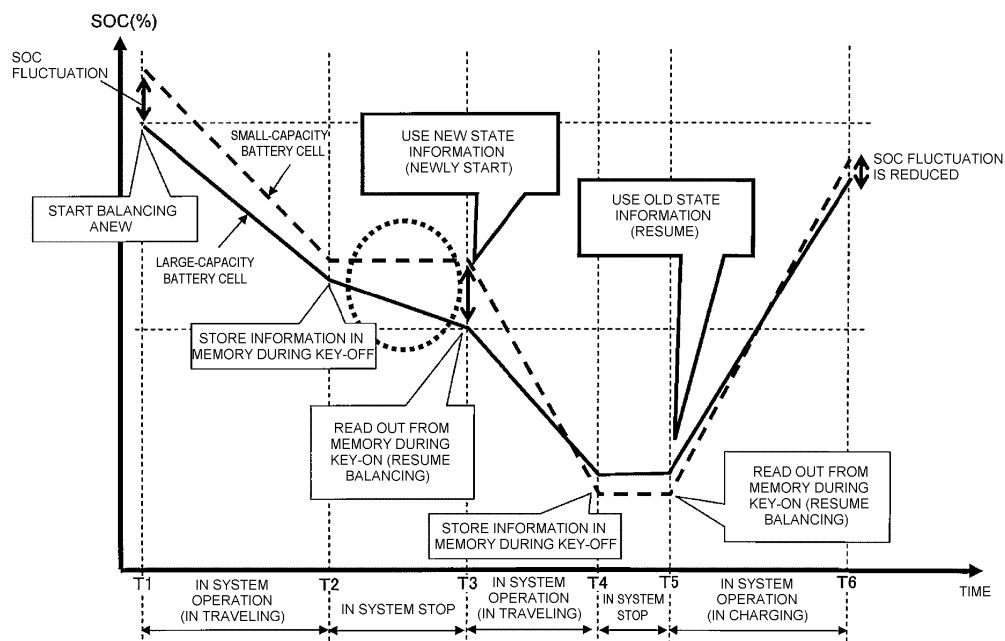 SOC(%)
SOC
FLUCTUATION
SMALL-CAPACITY
BATTERY CELL
USE NEW STATE
INFORMATION
(NEWLY START)
SOC FLUCTUATION
IS REDUCED
START BALANCING
ANEW
USE OLD STATE
INFORMATION
(RESUME)
LARGE-CAPACITY
BATTERY CELL
STORE INFORMATION IN
MEMORY DURING KEY-OFF
READ OUT FROM
MEMORY DURING
KEY-ON (RESUME
BALANCING)
READ OUT FROM
MEMORY DURING
KEY-ON (RESUME
BALANCING)
STORE INFORMATION IN
MEMORY DURING KEY-OFF
T1
T2
T3
T4
T5
T6
TIME
IN SYSTEM
OPERATION
(IN TRAVELING)
IN SYSTEM STOP
IN SYSTEM
OPERATION
(IN TRAVELING)
IN SYSTEM
STOP
IN SYSTEM
OPERATION
(IN CHARGING)